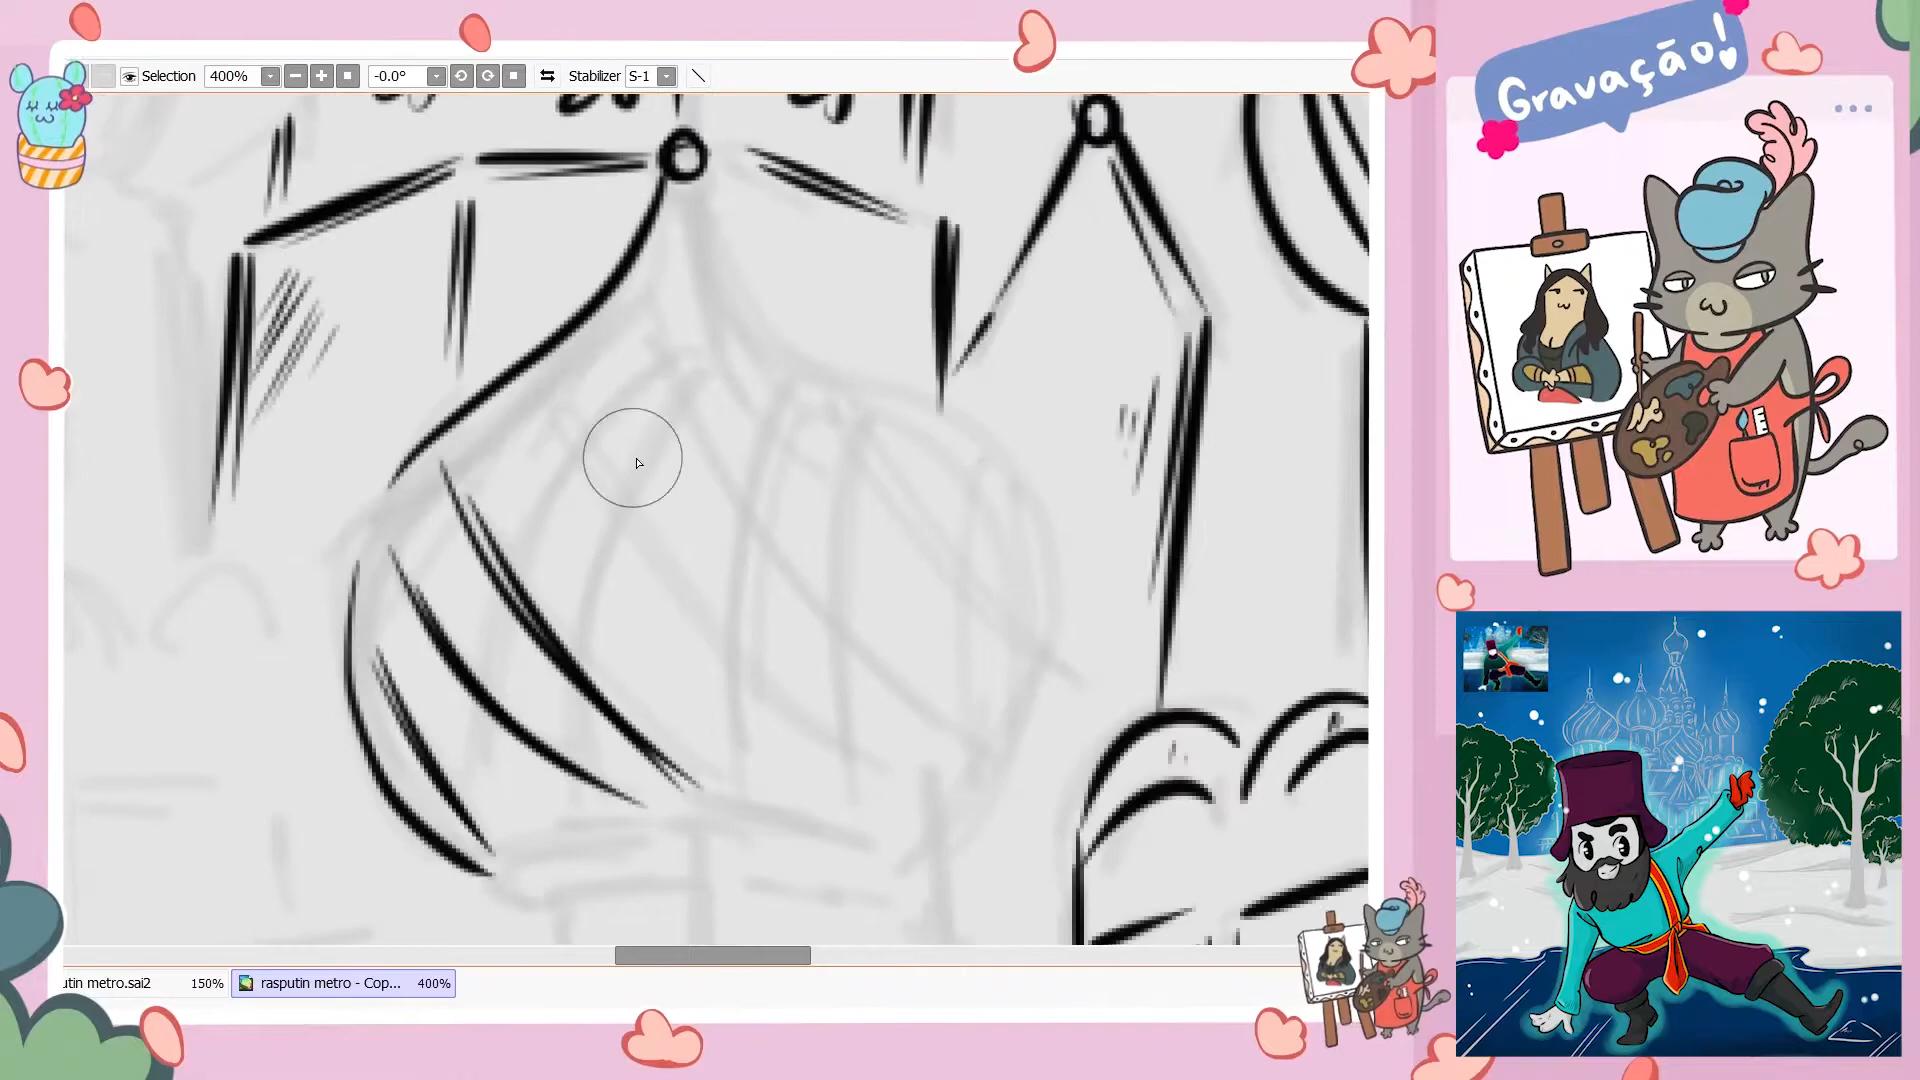 Gravação!
Selection 400% -0.0° Stabilizer S-1
utin metro.sai2 150% rasputin metro - Cop... 400%